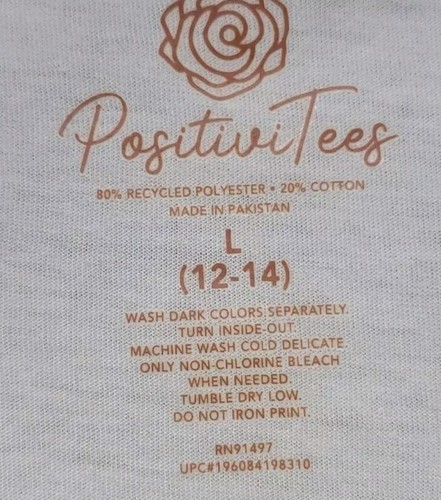 PositiviTees
80% RECYCLED POLYESTER • 20% COTTON
MADE IN PAKISTAN
L
(12-14)
WASH DARK COLORS SEPARATELY.
TURN INSIDE-OUT.
MACHINE WASH COLD DELICATE.
ONLY NON-CHLORINE BLEACH
WHEN NEEDED.
TUMBLE DRY LOW.
DO NOT IRON PRINT.
RN91497
UPC#196084198310